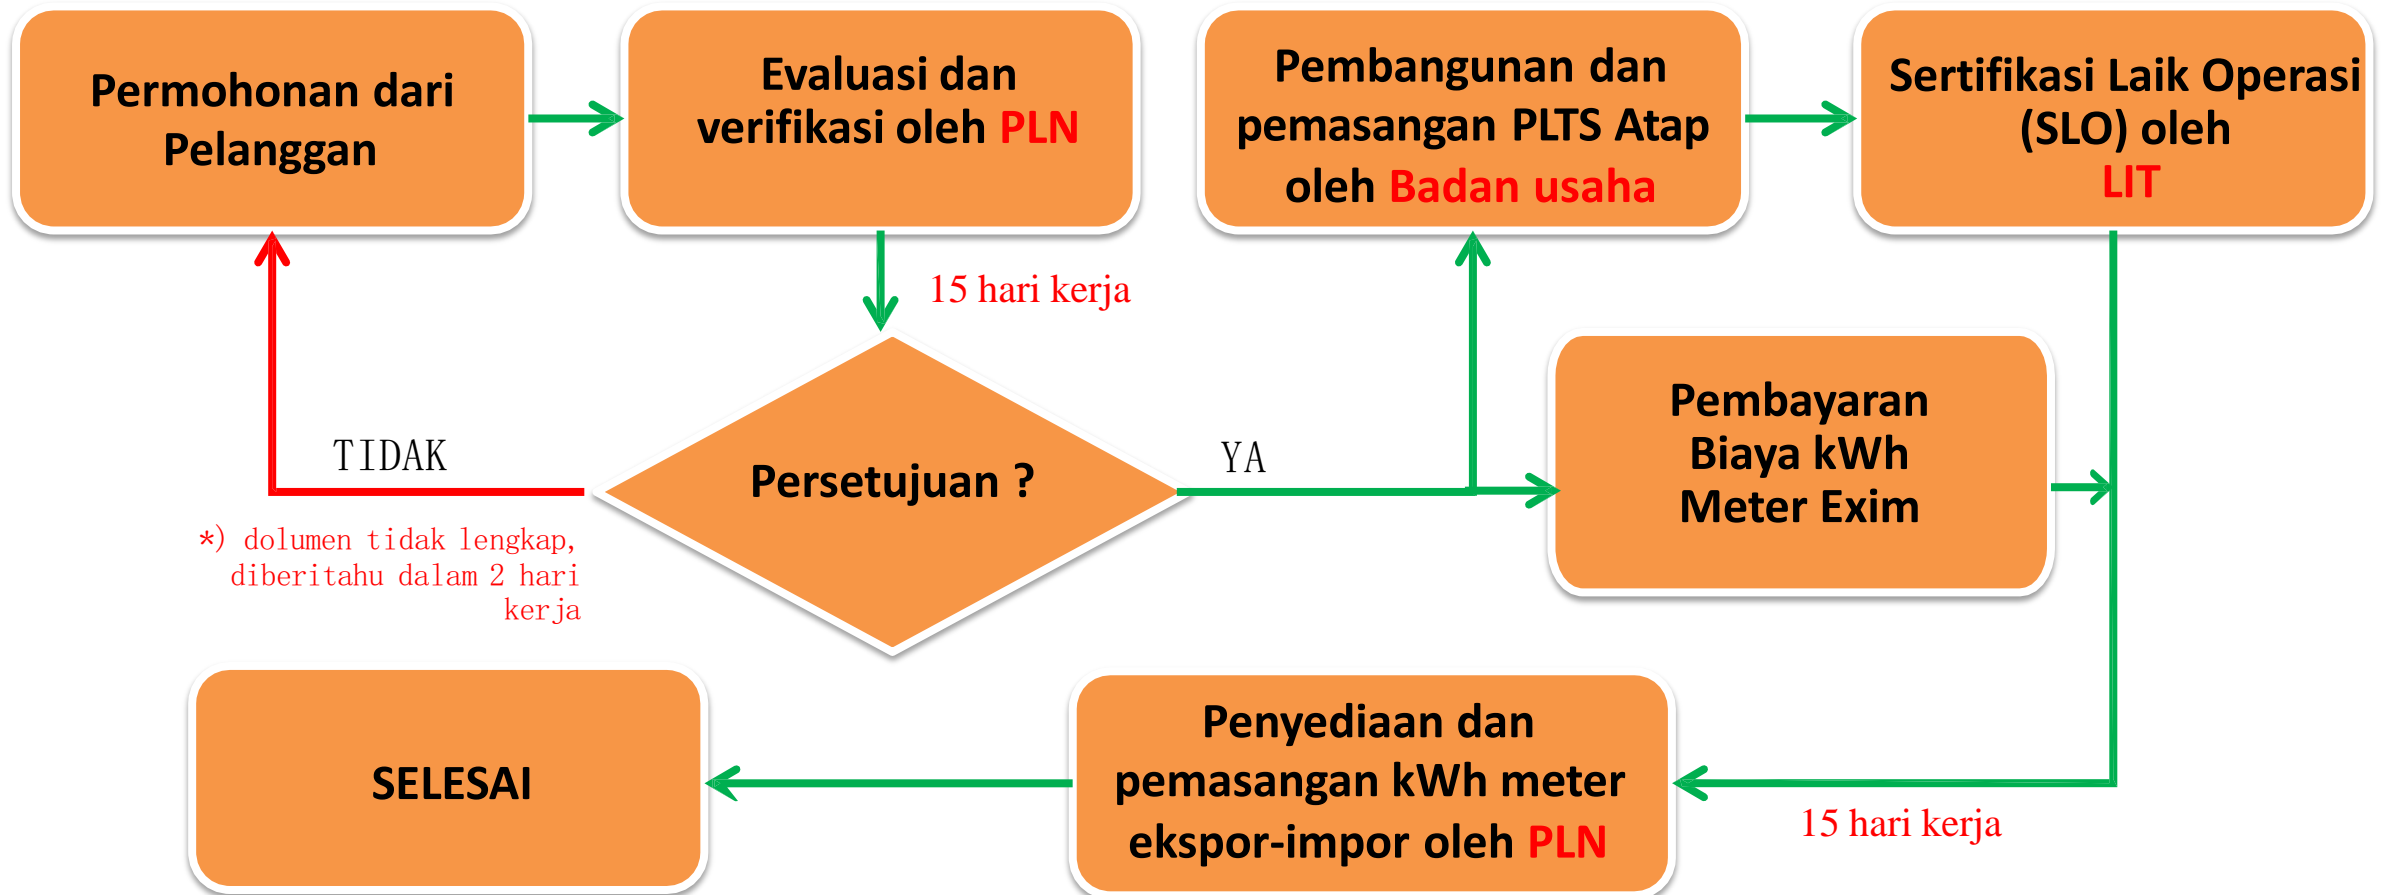 Permohonan dari
Pelanggan
Evaluasi dan
verifikasi oleh PLN
Pembangunan dan
pemasangan PLTS Atap
oleh Badan usaha
Sertifikasi Laik Operasi
(SLO) oleh
LIT
15 hari kerja
TIDAK
Persetujuan ?
YA
Pembayaran
Biaya kWh
Meter Exim
*) dolumen tidak lengkap,
diberitahu dalam 2 hari
kerja
SELESAI
Penyediaan dan
pemasangan kWh meter
ekspor-impor oleh PLN
15 hari kerja